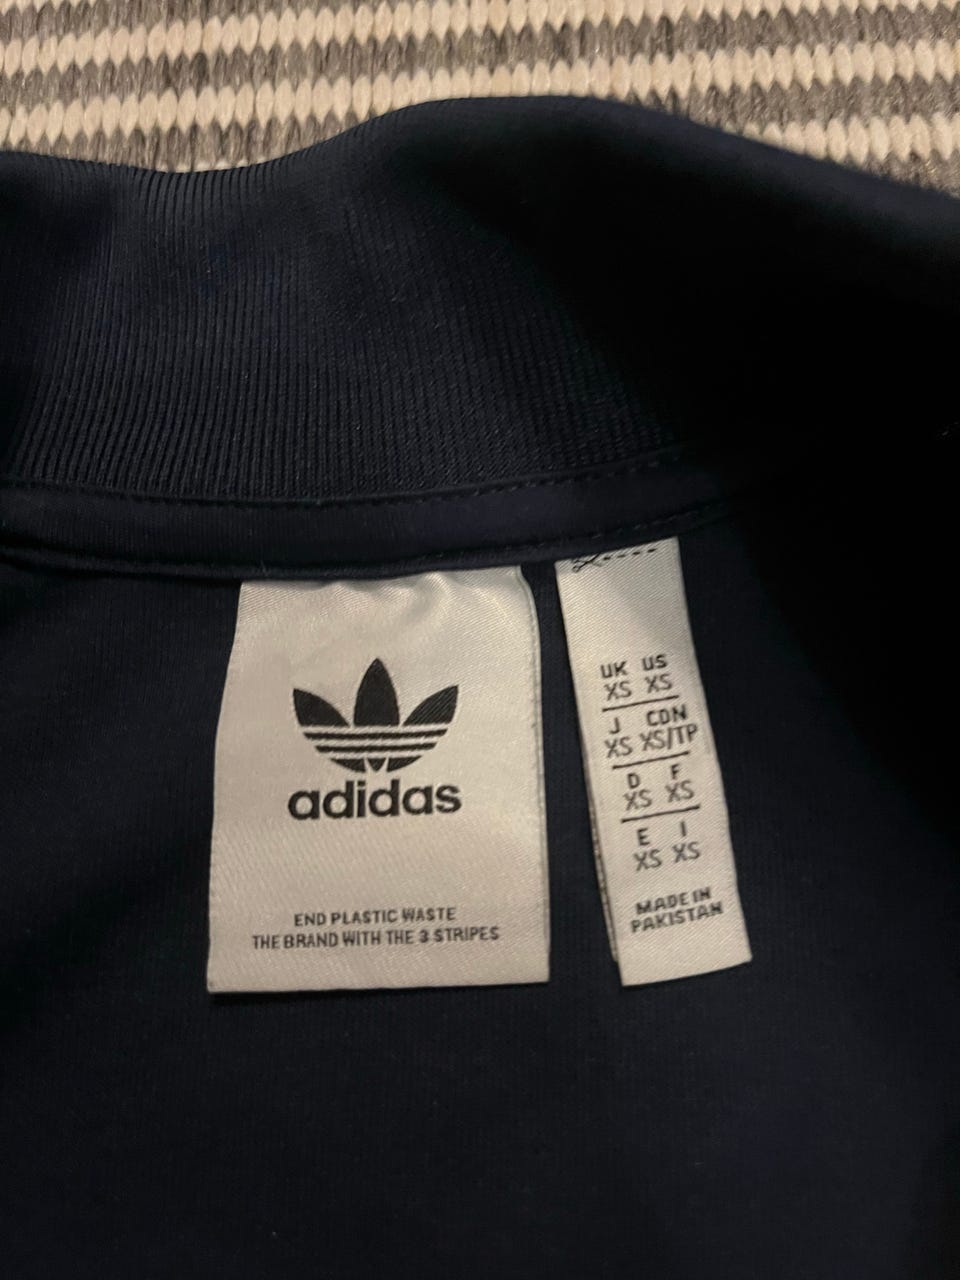 adidas
END PLASTIC WASTE
THE BRAND WITH THE 3 STRIPES
UK US
XS XS
J CDN
XS XS/TP
D F
XS XS
E I
XS XS
MADE IN
PAKISTAN